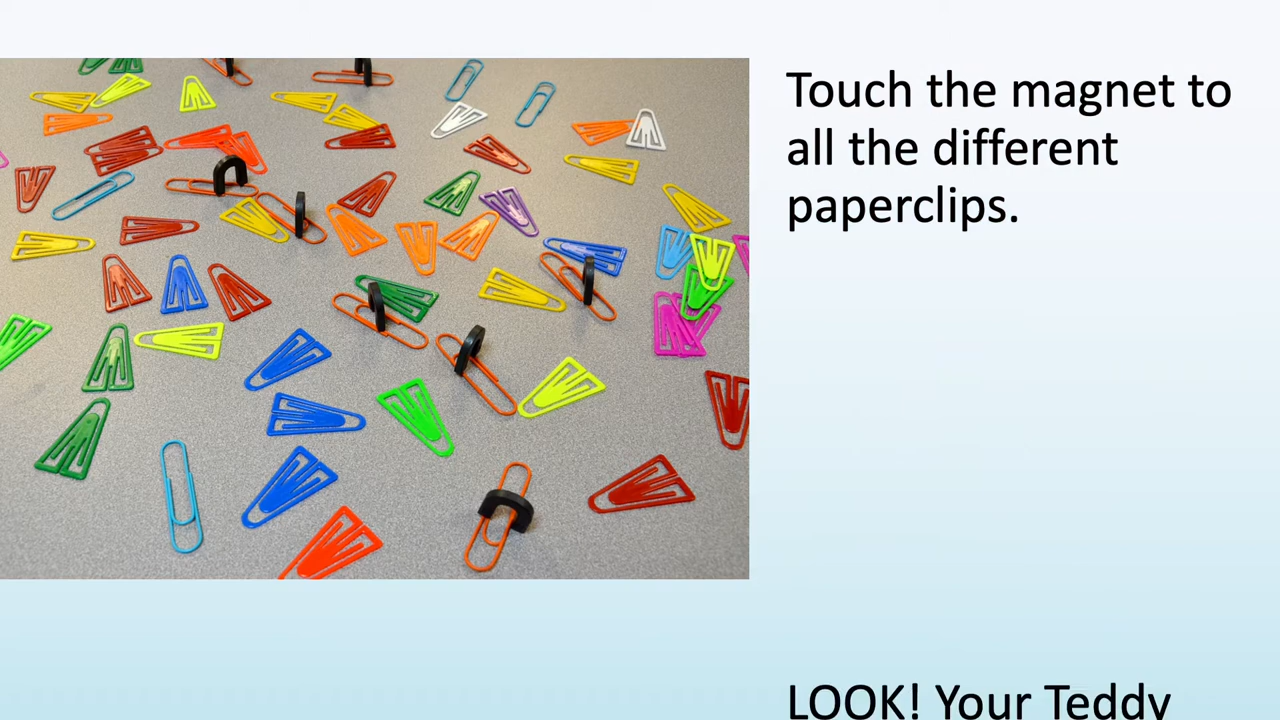 Touch the magnet to
all the different
paperclips.
LOOK! Your Teddy